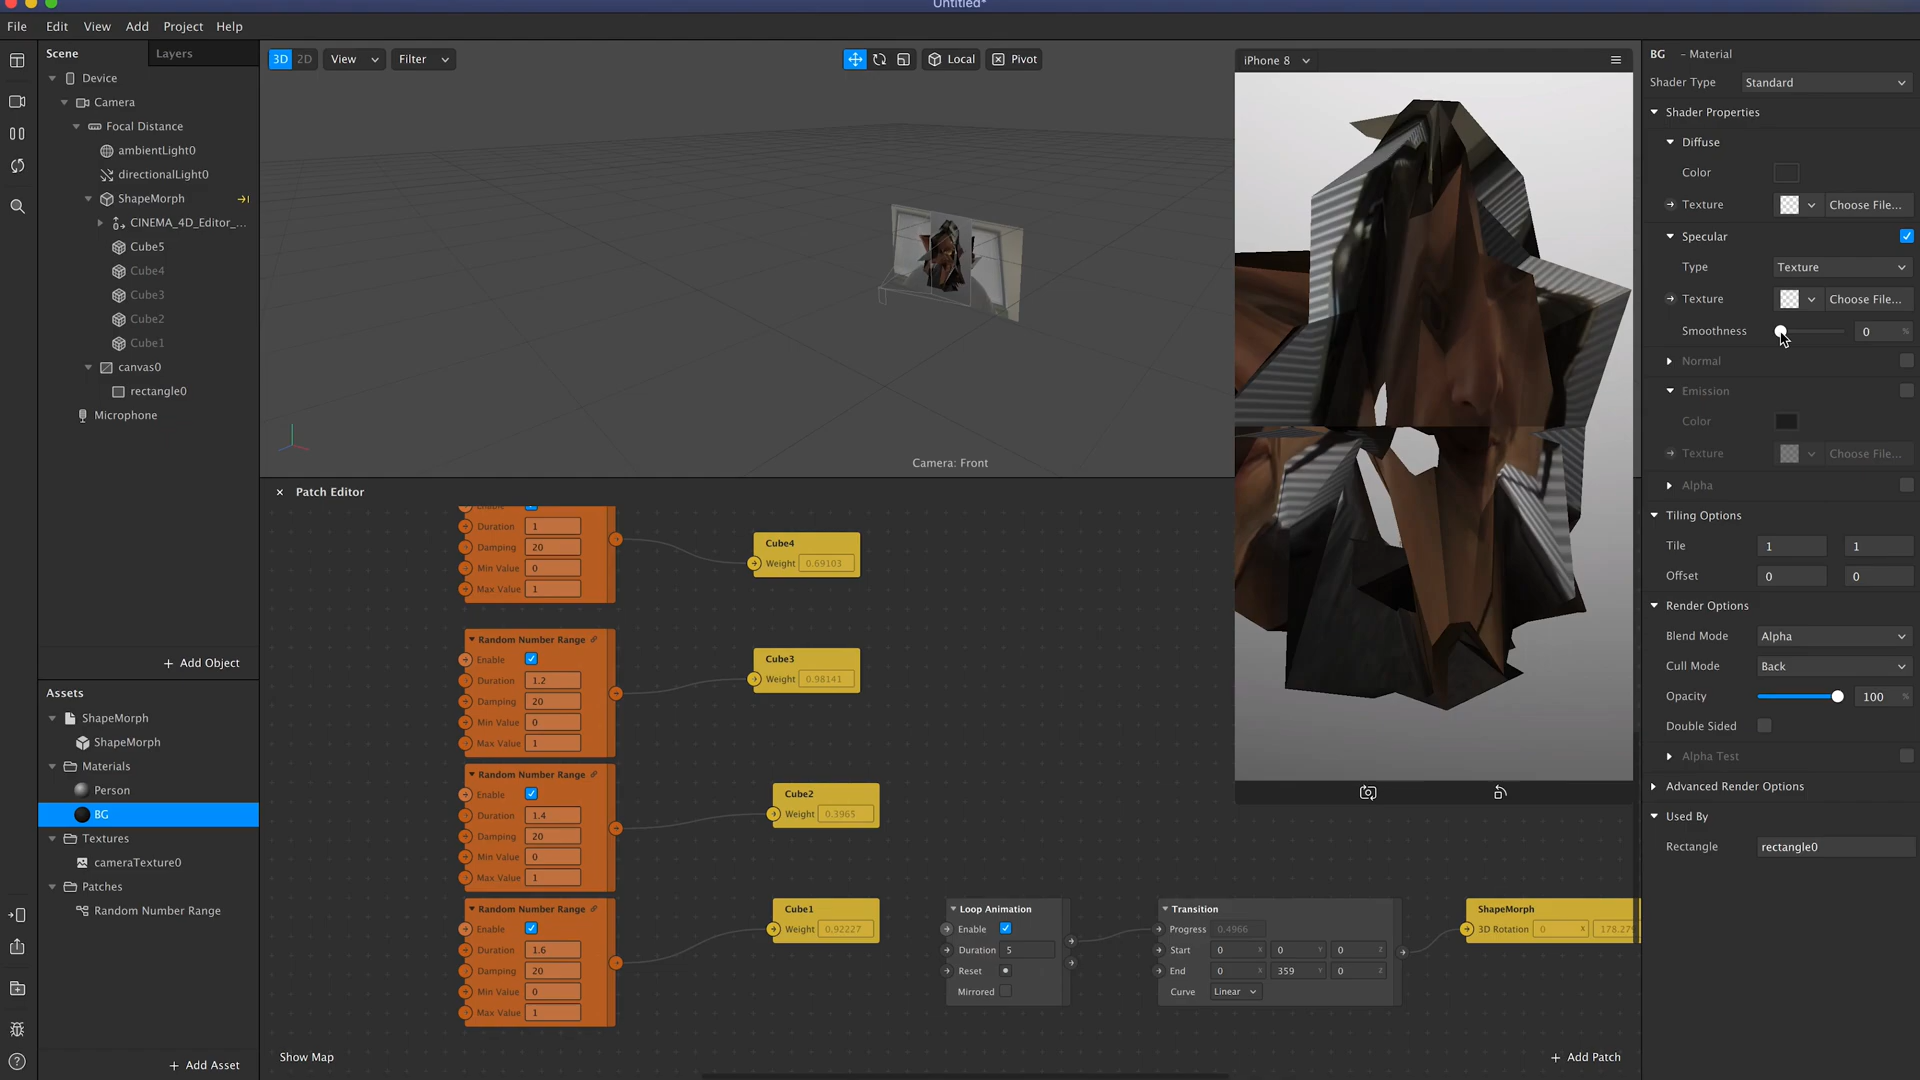 Untitled*
File Edit View Add Project Help
Scene Layers
Device
Camera
Focal Distance
ambientLight0
directionalLight0
ShapeMorph
CINEMA_4D_Editor_...
Cube5
Cube4
Cube3
Cube2
Cube1
canvas0
rectangle0
Microphone
+ Add Object
Assets
ShapeMorph
ShapeMorph
Materials
Person
BG
Textures
cameraTexture0
Patches
Random Number Range
+ Add Asset
3D 2D View Filter Local Pivot
Camera: Front
iPhone 8
× Patch Editor
Duration 1
Damping 20
Min Value 0
Max Value 1
Cube4
Weight 0.69103
Random Number Range
Enable
Duration 1.2
Damping 20
Min Value 0
Max Value 1
Cube3
Weight 0.98141
Random Number Range
Enable
Duration 1.4
Damping 20
Min Value 0
Max Value 1
Cube2
Weight 0.3965
Random Number Range
Enable
Duration 1.6
Damping 20
Min Value 0
Max Value 1
Cube1
Weight 0.92227
Loop Animation
Enable
Duration 5
Reset
Mirrored
Transition
Progress 0.4966
Start 0 X 0 Y 0 Z
End 0 X 359 Y 0 Z
Curve Linear
ShapeMorph
3D Rotation 0 X 178.27
Show Map
+ Add Patch
BG - Material
Shader Type Standard
Shader Properties
Diffuse
Color
Texture Choose File...
Specular
Type Texture
Texture Choose File...
Smoothness 0 %
Normal
Emission
Color
Texture Choose File...
Alpha
Tiling Options
Tile 1 1
Offset 0 0
Render Options
Blend Mode Alpha
Cull Mode Back
Opacity 100 %
Double Sided
Alpha Test
Advanced Render Options
Used By
Rectangle rectangle0